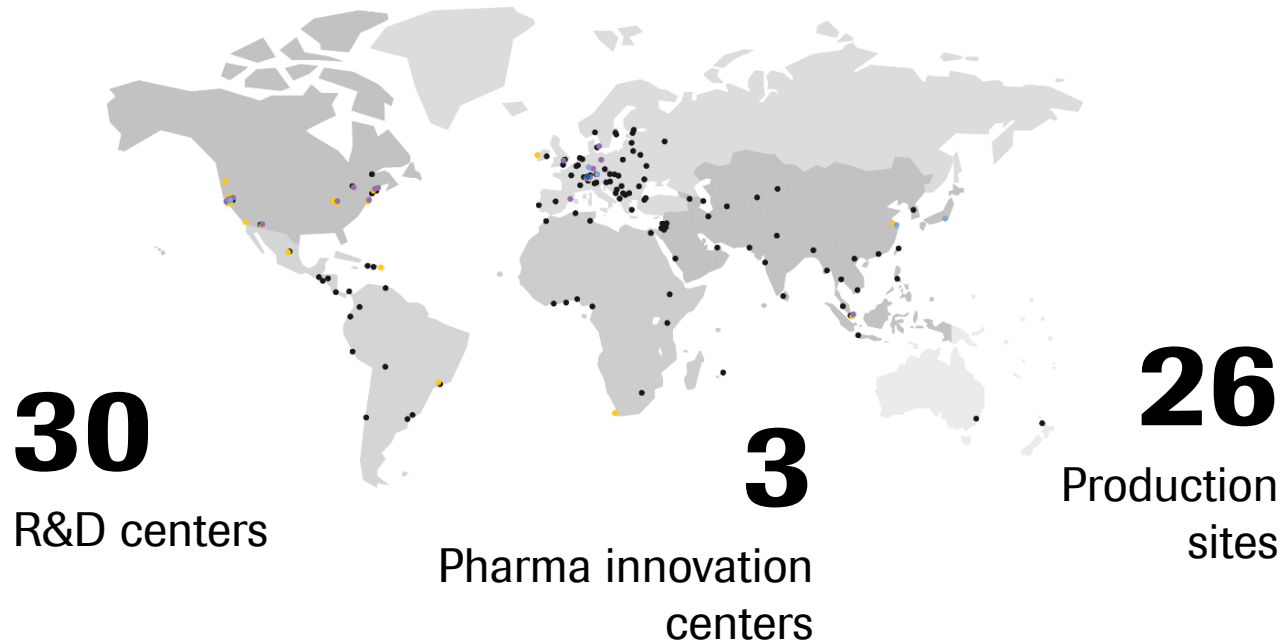 30
R&D centers
3
Pharma innovation
centers
26
Production
sites